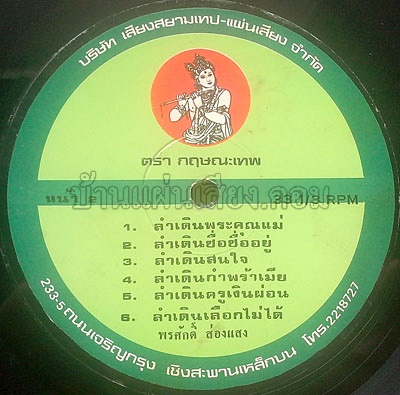 บริษัท เสียงสยามเทป-แผ่นเสียง จำกัด
ตรา กฤษณะเทพ
บ้านแผ่นเสียง.คอม
หน้า 2 33 1/3 RPM
1. ลำเดินพระคุณแม่
2. ลำเดินซื่อซื่ออยู่
3. ลำเดินสนใจ
4. ลำเดินกำพร้าเมีย
5. ลำเดินครูเงินผ่อน
6. ลำเดินเลือกไม่ได้
พรศักดิ์ ส่องแสง
233-5 ถนนเจริญกรุง เชิงสะพานเหล็กบน โทร. 2218727